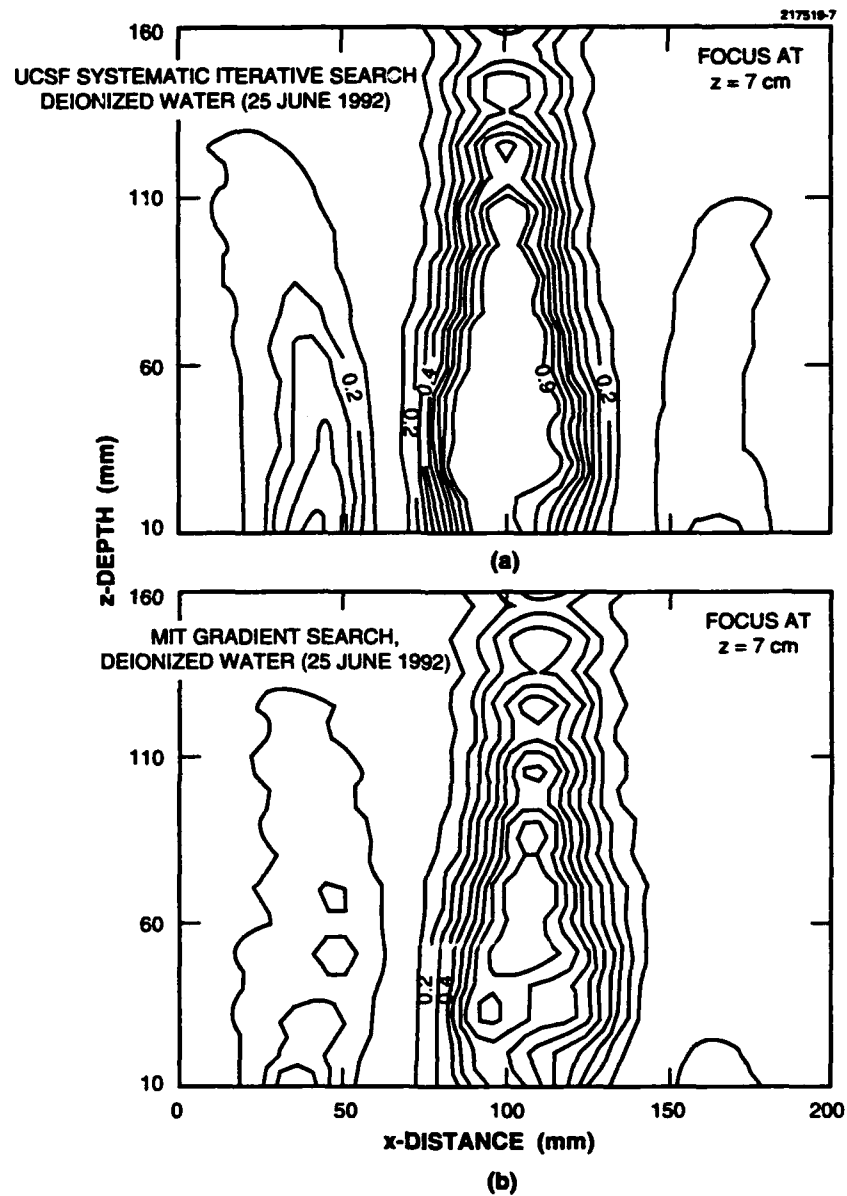 217519-7
160
UCSF SYSTEMATIC ITERATIVE SEARCH
DEIONIZED WATER (25 JUNE 1992)
FOCUS AT
z = 7 cm
110
60
10
0.2
0.2
0.4
0.9
0.2
(a)
z-DEPTH (mm)
160
MIT GRADIENT SEARCH,
DEIONIZED WATER (25 JUNE 1992)
FOCUS AT
z = 7 cm
110
60
10
0.2
0.4
0
50
100
150
200
x-DISTANCE (mm)
(b)